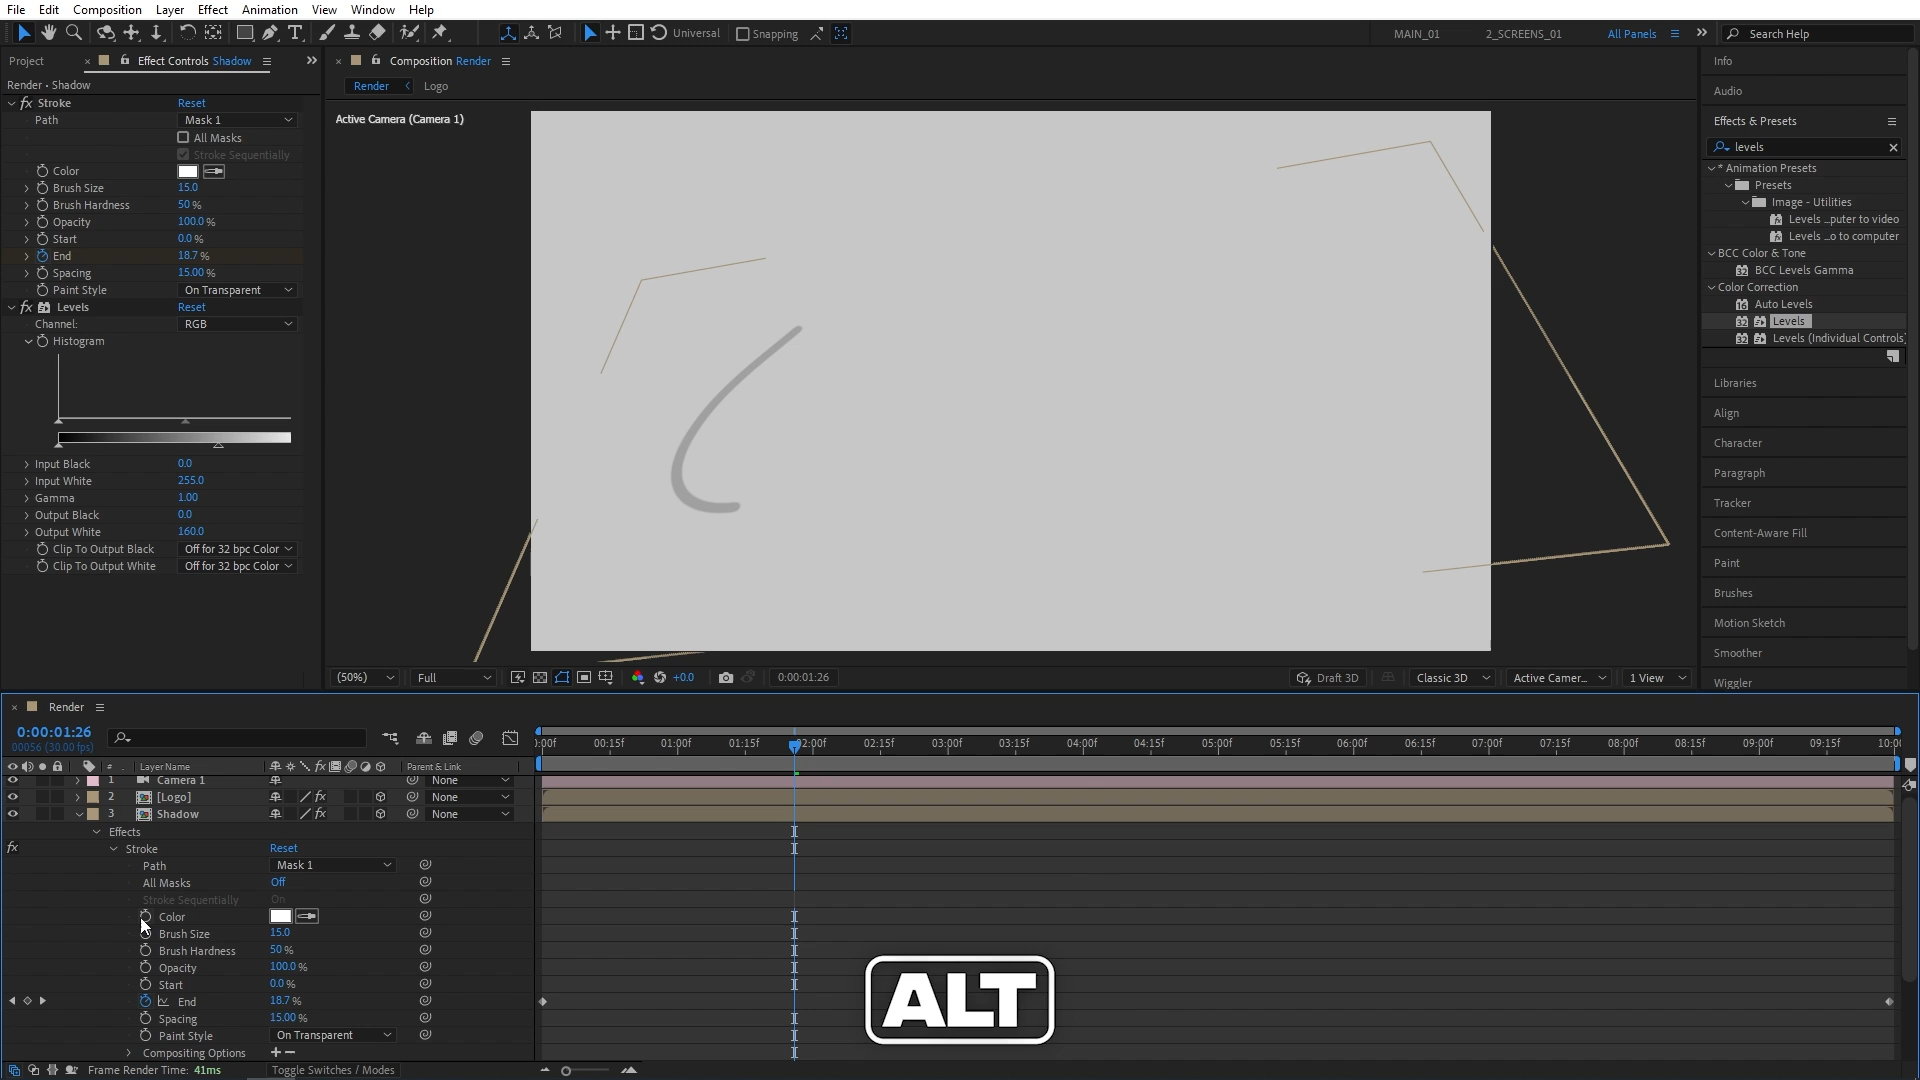 File Edit Composition Layer Effect Animation View Window Help
Universal Snapping MAIN_01 2_SCREENS_01 All Panels Search Help
Project × Effect Controls Shadow
Render • Shadow
fx Stroke Reset
Path Mask 1
All Masks
Stroke Sequentially
Color
Brush Size 15.0
Brush Hardness 50 %
Opacity 100.0 %
Start 0.0 %
End 18.7 %
Spacing 15.00 %
Paint Style On Transparent
fx Levels Reset
Channel: RGB
Histogram
Input Black 0.0
Input White 255.0
Gamma 1.00
Output Black 0.0
Output White 160.0
Clip To Output Black Off for 32 bpc Color
Clip To Output White Off for 32 bpc Color
× Composition Render
Render Logo
Active Camera (Camera 1)
(50%) Full +0.0 0:00:01:26 Draft 3D Classic 3D Active Camer... 1 View
Info
Audio
Effects & Presets
levels
* Animation Presets
Presets
Image - Utilities
Levels ...puter to video
Levels ...o to computer
BCC Color & Tone
32 BCC Levels Gamma
Color Correction
16 Auto Levels
32 Levels
32 Levels (Individual Controls)
Libraries
Align
Character
Paragraph
Tracker
Content-Aware Fill
Paint
Brushes
Motion Sketch
Smoother
Wiggler
× Render
0:00:01:26
00056 (30.00 fps)
:00f 00:15f 01:00f 01:15f 02:00f 02:15f 03:00f 03:15f 04:00f 04:15f 05:00f 05:15f 06:00f 06:15f 07:00f 07:15f 08:00f 08:15f 09:00f 09:15f 10:00
# Layer Name fx Parent & Link
1 Camera 1 None
2 [Logo] fx None
3 Shadow fx None
Effects
fx Stroke Reset
Path Mask 1
All Masks Off
Stroke Sequentially On
Color
Brush Size 15.0
Brush Hardness 50 %
Opacity 100.0 %
Start 0.0 %
End 18.7 %
Spacing 15.00 %
Paint Style On Transparent
Compositing Options + −
ALT
Frame Render Time: 41ms Toggle Switches / Modes